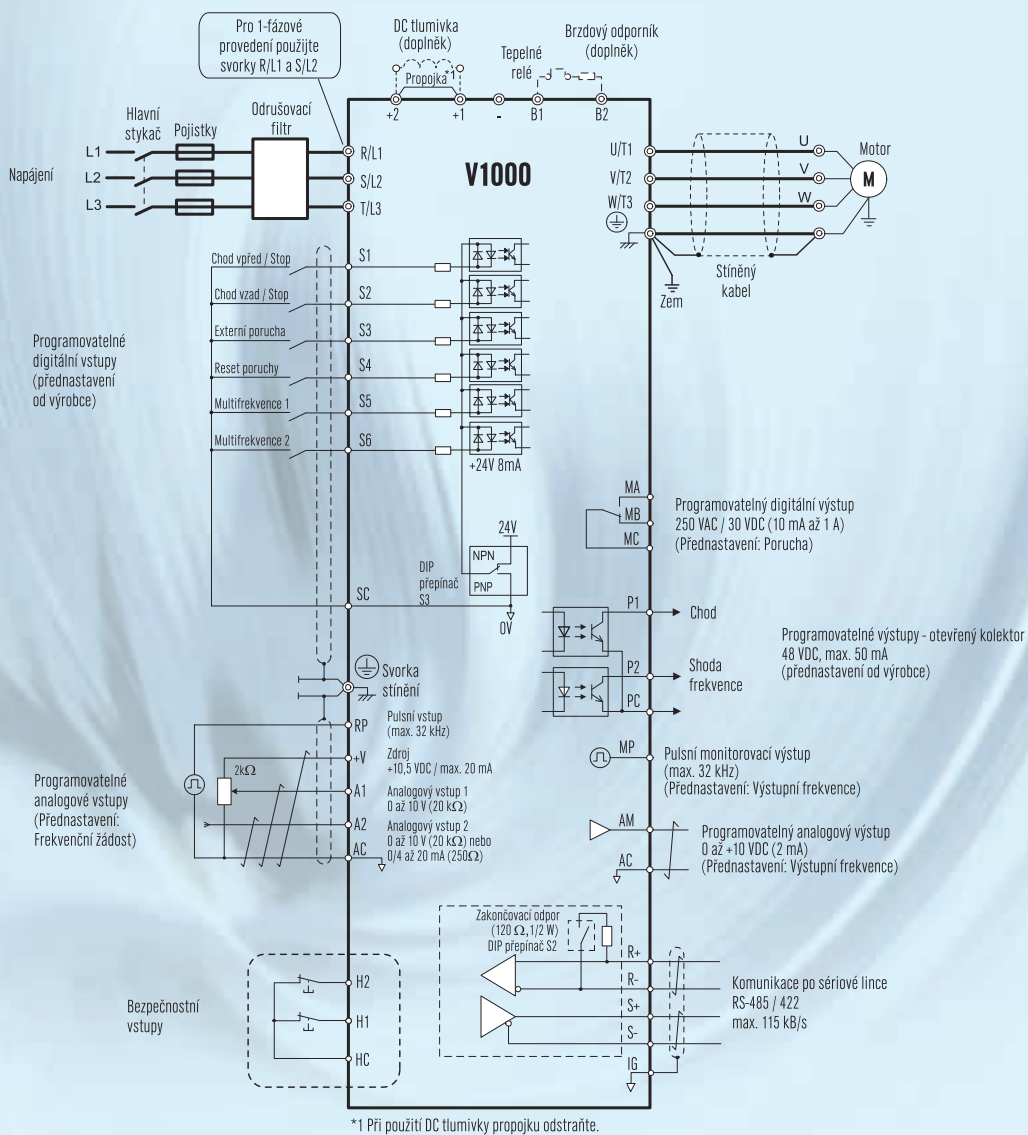 Pro 1-fázové
provedení použijte
svorky R/L1 a S/L2
DC tlumivka
(doplněk)
Propojka*1
Tepelné
relé
Brzdový odporník
(doplněk)
+2
+1
-
B1
B2
Hlavní
stykač
Pojistky
Odrušovací
filtr
Napájení
L1
L2
L3
R/L1
S/L2
T/L3
V1000
U/T1
V/T2
W/T3
U
V
W
Motor
M
Zem
Stíněný
kabel
Programovatelné
digitální vstupy
(přednastavení
od výrobce)
Chod vpřed / Stop
S1
Chod vzad / Stop
S2
Externí porucha
S3
Reset poruchy
S4
Multifrekvence 1
S5
Multifrekvence 2
S6
+24V 8mA
24V
NPN
PNP
DIP
přepínač
S3
SC
0V
MA
MB
MC
Programovatelný digitální výstup
250 VAC / 30 VDC (10 mA až 1 A)
(Přednastavení: Porucha)
P1
Chod
P2
Shoda
frekvence
PC
Programovatelné výstupy - otevřený kolektor
48 VDC, max. 50 mA
(přednastavení od výrobce)
Svorka
stínění
Programovatelné
analogové vstupy
(Přednastavení:
Frekvenční žádost)
2kΩ
RP
Pulsní vstup
(max. 32 kHz)
+V
Zdroj
+10,5 VDC / max. 20 mA
A1
Analogový vstup 1
0 až 10 V (20 kΩ)
A2
Analogový vstup 2
0 až 10 V (20 kΩ) nebo
0/4 až 20 mA (250Ω)
AC
MP
Pulsní monitorovací výstup
(max. 32 kHz)
(Přednastavení: Výstupní frekvence)
AM
AC
Programovatelný analogový výstup
0 až +10 VDC (2 mA)
(Přednastavení: Výstupní frekvence)
Bezpečnostní
vstupy
H2
H1
HC
Zakončovací odpor
(120 Ω, 1/2 W)
DIP přepínač S2
R+
R-
S+
S-
IG
Komunikace po sériové lince
RS-485 / 422
max. 115 kB/s
*1 Při použití DC tlumivky propojku odstraňte.